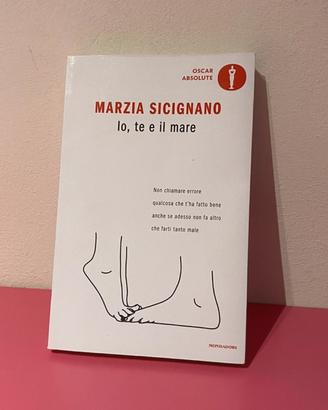 OSCAR
ABSOLUTE
MARZIA SICIGNANO
Io, te e il mare
Non chiamare errore
qualcosa che t'ha fatto bene
anche se adesso non fa altro
che farti tanto male
MONDADORI